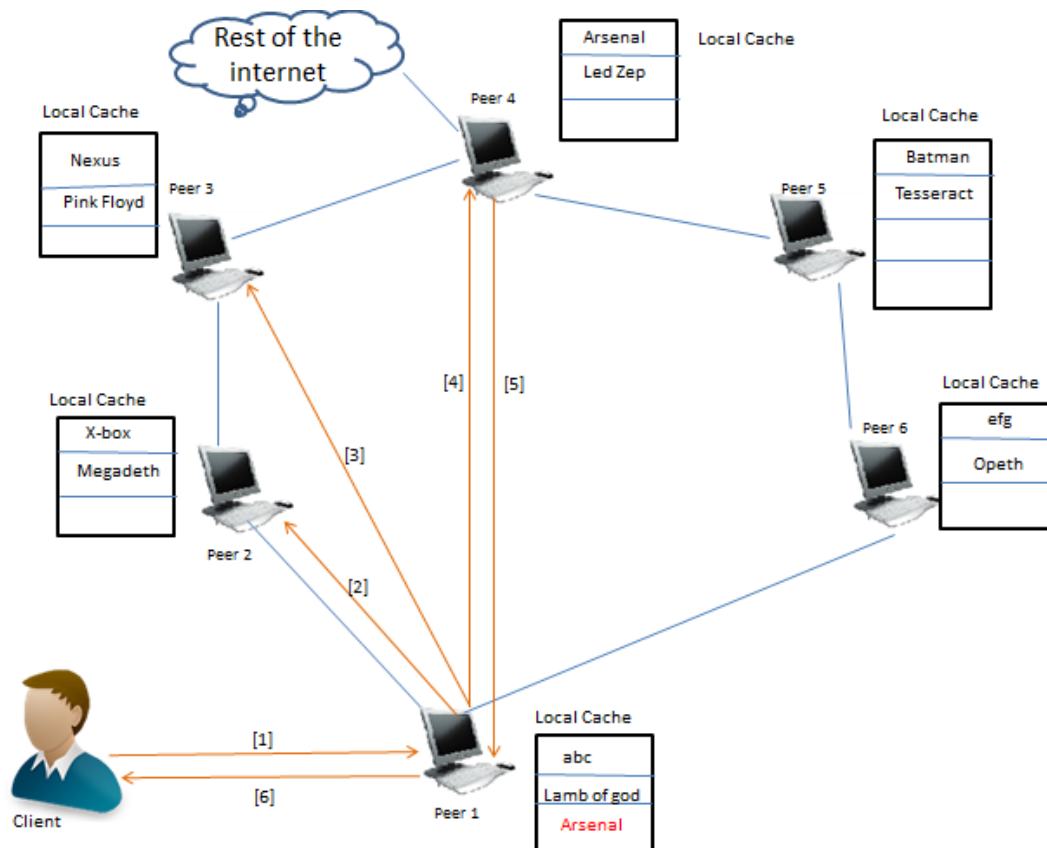 Rest of the
internet
Arsenal
Led Zep
Local Cache
Peer 4
Local Cache
Nexus
Pink Floyd
Peer 3
Local Cache
Batman
Tesseract
Peer 5
[4]
[5]
Local Cache
X-box
Megadeth
Peer 2
[3]
Local Cache
efg
Opeth
Peer 6
[2]
[1]
[6]
Client
Peer 1
Local Cache
abc
Lamb of god
Arsenal